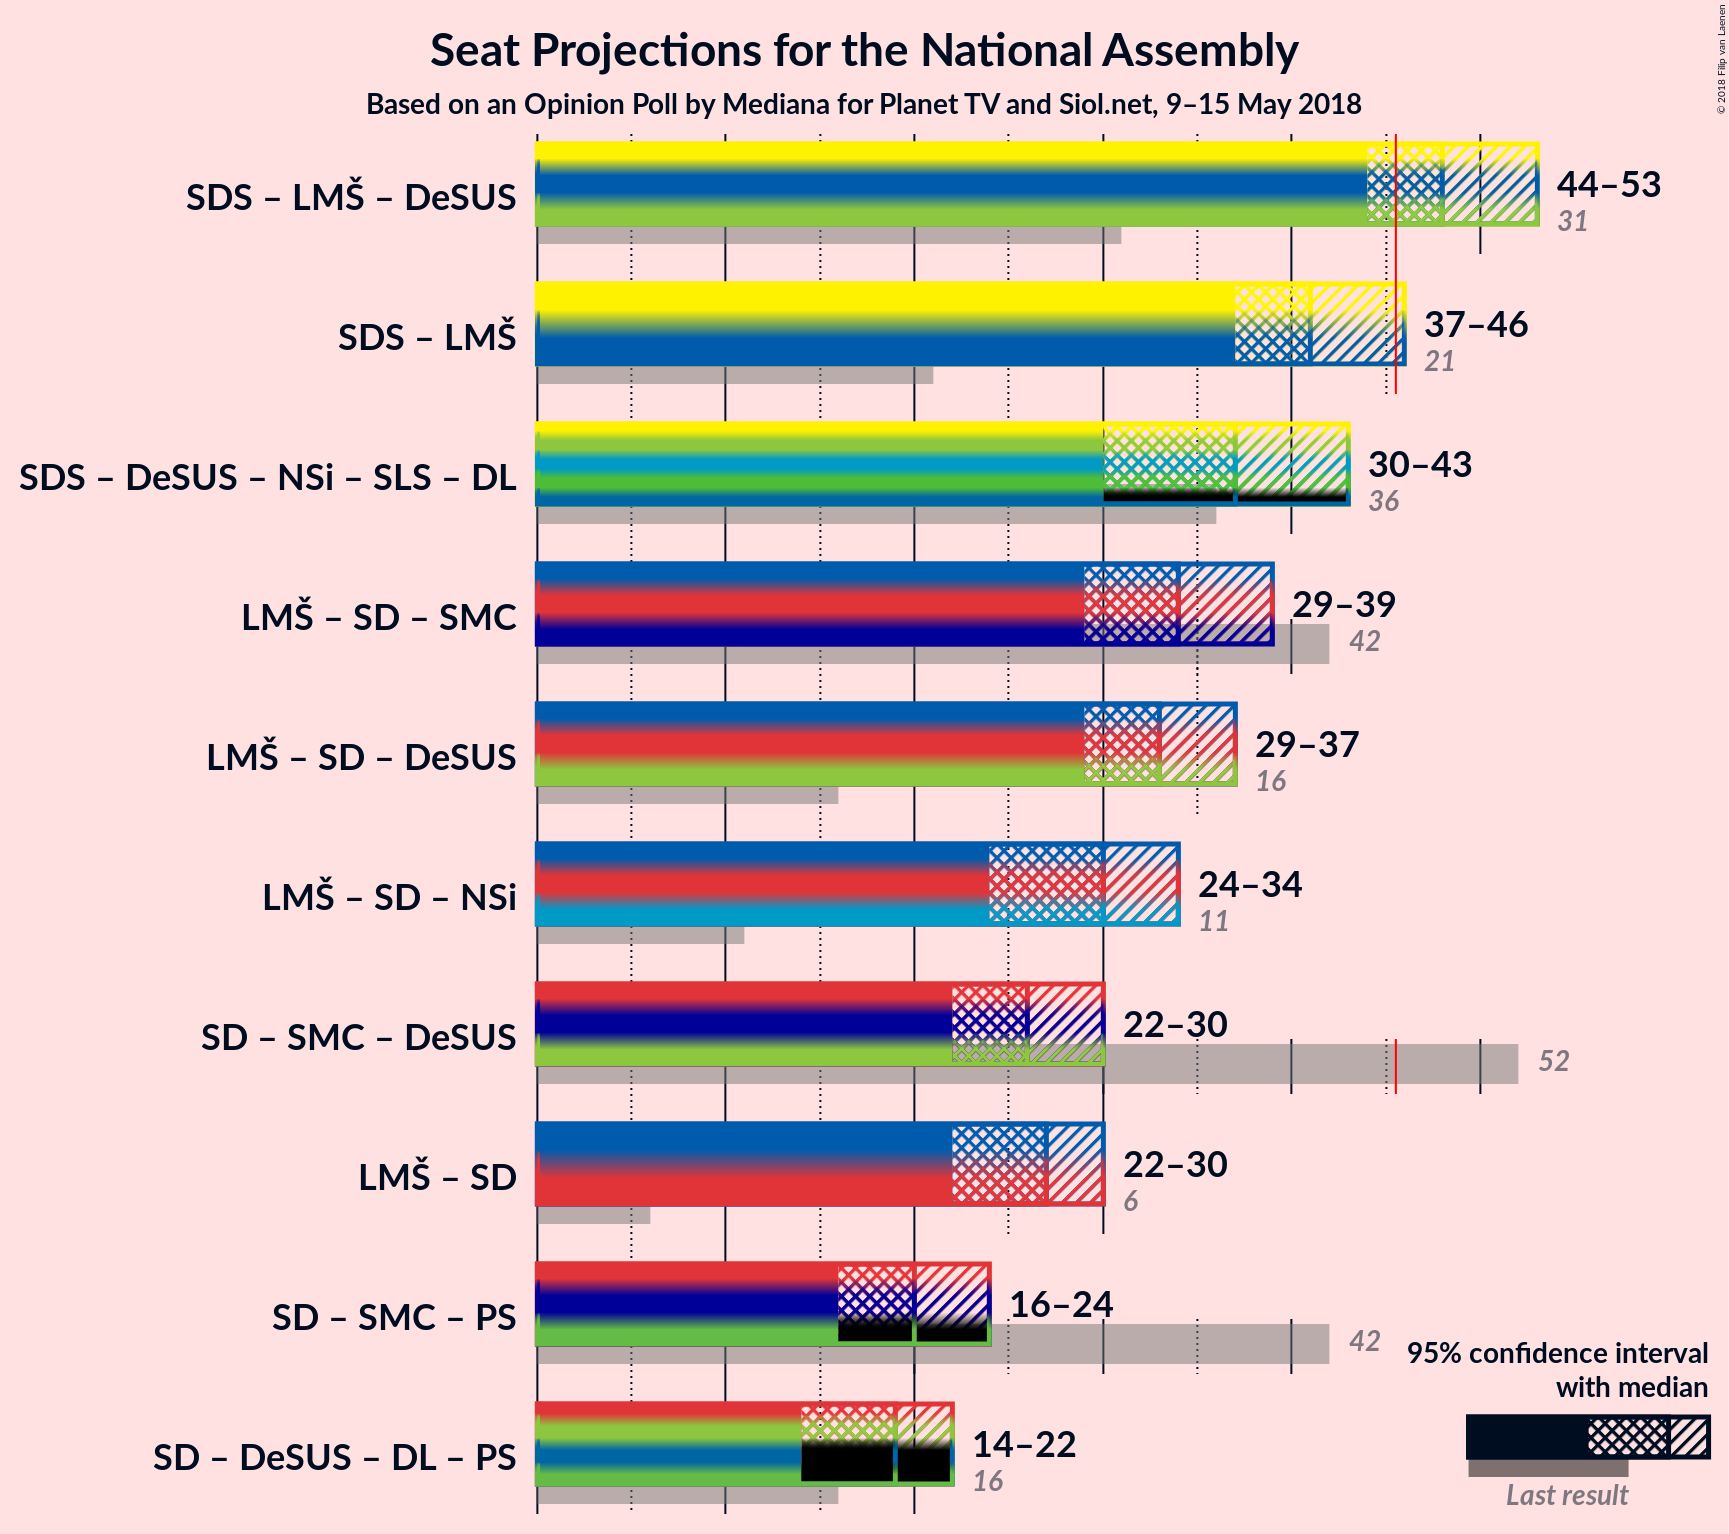 Seat Projections for the National Assembly
Based on an Opinion Poll by Mediana for Planet TV and Siol.net, 9–15 May 2018
© 2018 Filip van Laenen
SDS – LMŠ – DeSUS
44–53
31
SDS – LMŠ
37–46
21
SDS – DeSUS – NSi – SLS – DL
30–43
36
LMŠ – SD – SMC
29–39
42
LMŠ – SD – DeSUS
29–37
16
LMŠ – SD – NSi
24–34
11
SD – SMC – DeSUS
22–30
52
LMŠ – SD
22–30
6
SD – SMC – PS
16–24
42
SD – DeSUS – DL – PS
14–22
16
95% confidence interval
with median
Last result